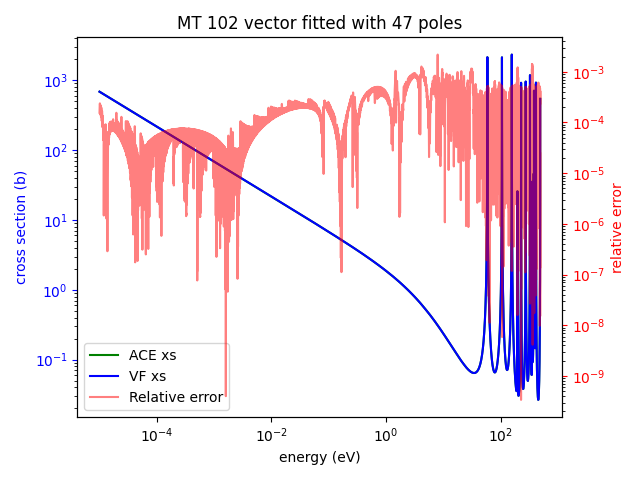 MT 102 vector fitted with 47 poles
cross section (b)
10³
10²
10¹
10⁰
10⁻¹
10⁻³
10⁻⁴
10⁻⁵
10⁻⁶
10⁻⁷
10⁻⁸
10⁻⁹
relative error
ACE xs
VF xs
Relative error
10⁻⁴
10⁻²
10⁰
10²
energy (eV)